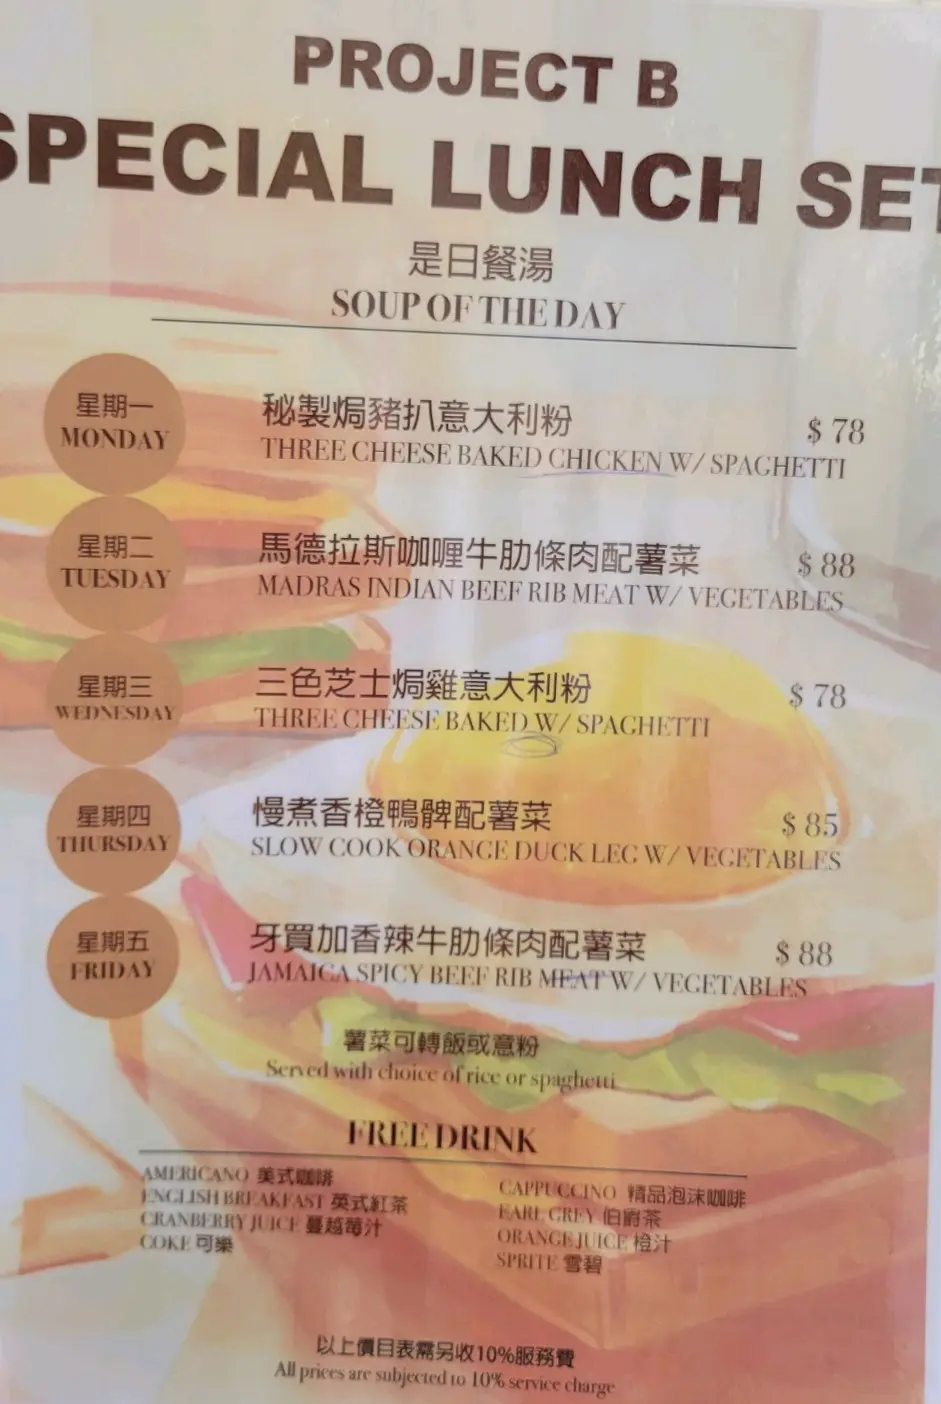 PROJECT B
SPECIAL LUNCH SET
是日餐湯
SOUP OF THE DAY
星期一
MONDAY
秘製焗豬扒意大利粉
$ 78
THREE CHEESE BAKED CHICKEN W/ SPAGHETTI
星期二
TUESDAY
馬德拉斯咖喱牛肋條肉配薯菜
$ 88
MADRAS INDIAN BEEF RIB MEAT W/ VEGETABLES
星期三
WEDNESDAY
三色芝士焗雞意大利粉
$ 78
THREE CHEESE BAKED W/ SPAGHETTI
星期四
THURSDAY
慢煮香橙鴨髀配薯菜
$ 85
SLOW COOK ORANGE DUCK LEG W/ VEGETABLES
星期五
FRIDAY
牙買加香辣牛肋條肉配薯菜
$ 88
JAMAICA SPICY BEEF RIB MEAT W/ VEGETABLES
薯菜可轉飯或意粉
Served with choice of rice or spaghetti
FREE DRINK
AMERICANO 美式咖啡
ENGLISH BREAKFAST 英式紅茶
CRANBERRY JUICE 蔓越莓汁
COKE 可樂
CAPPUCCINO 精品泡沫咖啡
EARL GREY 伯爵茶
ORANGE JUICE 橙汁
SPRITE 雪碧
以上價目表需另收10%服務費
All prices are subjected to 10% service charge